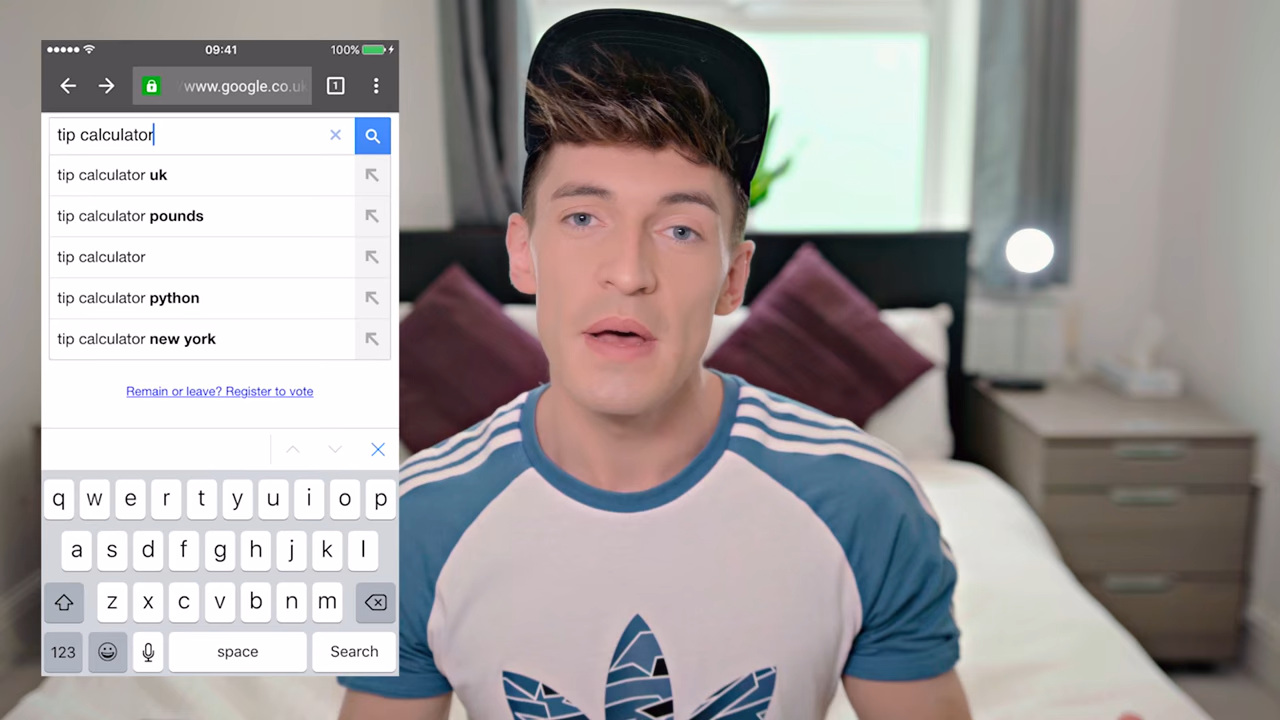 09:41
100%
www.google.co.uk
1
tip calculator
tip calculator uk
tip calculator pounds
tip calculator
tip calculator python
tip calculator new york
Remain or leave? Register to vote
q w e r t y u i o p
a s d f g h j k l
z x c v b n m
123
space
Search